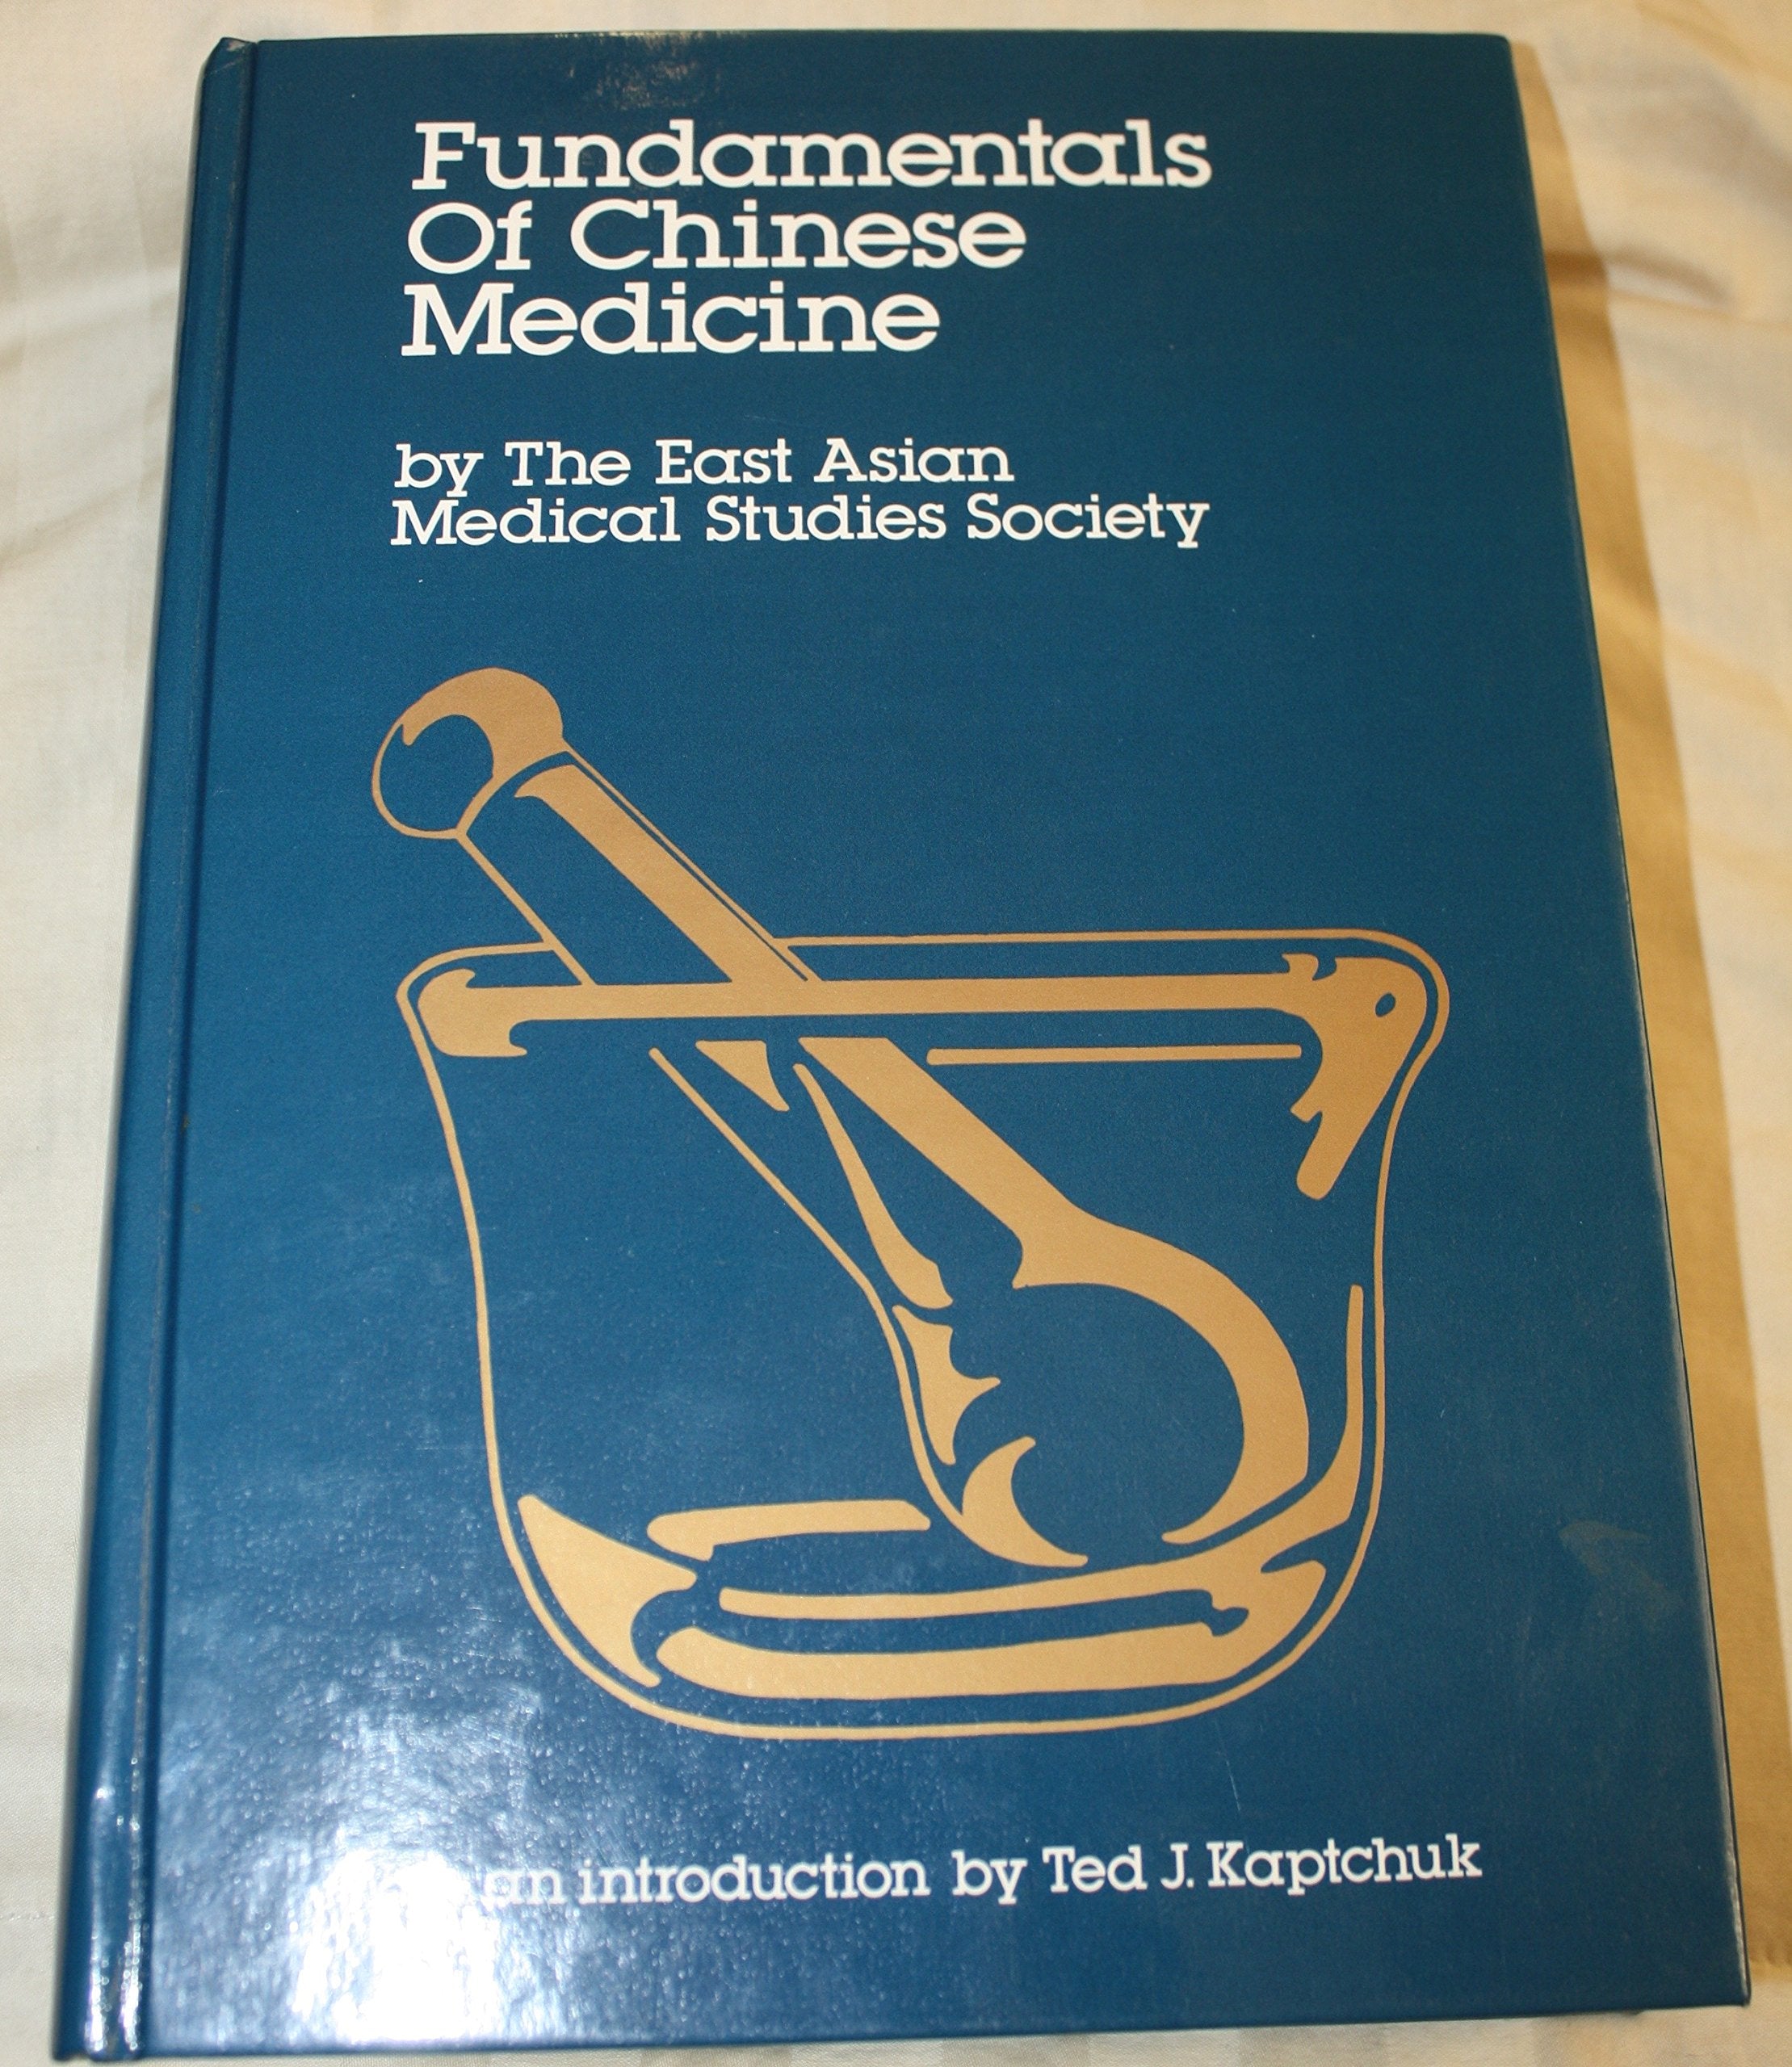 Fundamentals
Of Chinese
Medicine
by The East Asian
Medical Studies Society
an introduction by Ted J. Kaptchuk